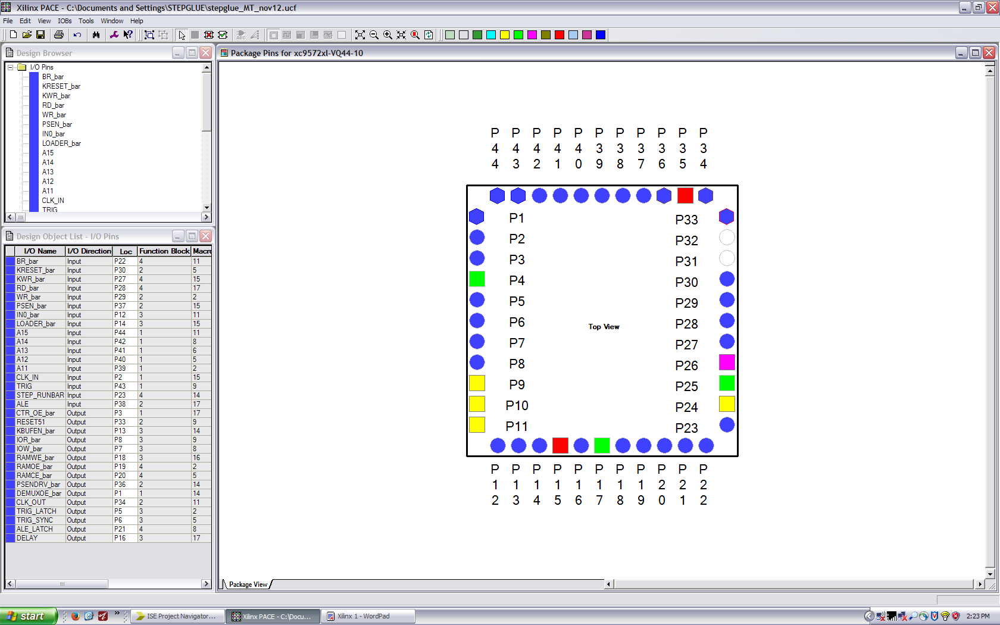 Xilinx PACE - C:\Documents and Settings\STEPGLUE\stepglue_MT_nov12.ucf
File Edit View IOBs Tools Window Help
Design Browser
I/O Pins
BR_bar
KRESET_bar
KWR_bar
RD_bar
WR_bar
PSEN_bar
IN0_bar
LOADER_bar
A15
A14
A13
A12
A11
CLK_IN
TRIG
Design Object List - I/O Pins
I/O Name I/O Direction Loc Function Block Macro
BR_bar Input P22 4 11
KRESET_bar Input P30 2 5
KWR_bar Input P27 4 15
RD_bar Input P28 4 17
WR_bar Input P29 2 2
PSEN_bar Input P37 2 15
IN0_bar Input P12 3 11
LOADER_bar Input P14 3 15
A15 Input P44 1 11
A14 Input P42 1 8
A13 Input P41 1 6
A12 Input P40 1 5
A11 Input P39 1 2
CLK_IN Input P2 1 15
TRIG Input P43 1 9
STEP_RUNBAR Input P23 4 14
ALE Input P38 2 17
CTR_OE_bar Output P3 1 17
RESET51 Output P33 2 9
KBUFEN_bar Output P13 3 14
IOR_bar Output P8 3 9
IOW_bar Output P7 3 8
RAMWE_bar Output P18 3 16
RAMOE_bar Output P19 4 2
RAMCE_bar Output P20 4 5
PSENDRV_bar Output P36 2 14
DEMUXOE_bar Output P1 1 14
CLK_OUT Output P34 2 11
TRIG_LATCH Output P5 3 2
TRIG_SYNC Output P6 3 5
ALE_LATCH Output P21 4 8
DELAY Output P16 3 17
Package Pins for xc9572xl-VQ44-10
P44 P43 P42 P41 P40 P39 P38 P37 P36 P35 P34
P1 P33
P2 P32
P3 P31
P4 P30
P5 P29
P6 P28
Top View
P7 P27
P8 P26
P9 P25
P10 P24
P11 P23
P12 P13 P14 P15 P16 P17 P18 P19 P20 P21 P22
Package View
start
ISE Project Navigator...
Xilinx PACE - C:\Docu...
Xilinx 1 - WordPad
2:23 PM